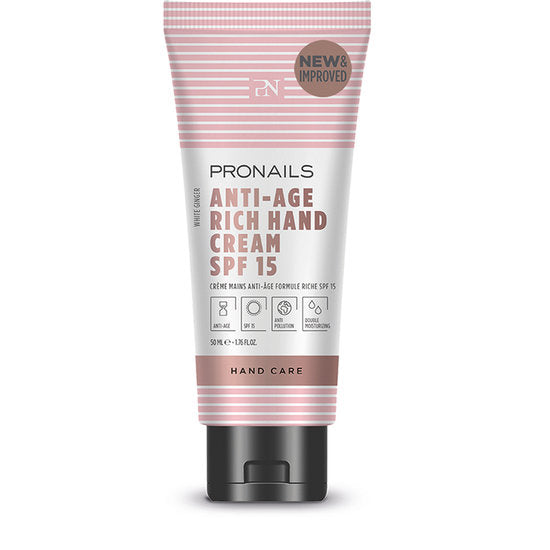 NEW&
IMPROVED
PN
PRONAILS
WHITE GINGER
ANTI-AGE
RICH HAND
CREAM
SPF 15
CRÈME MAINS ANTI-ÂGE FORMULE RICHE SPF 15
ANTI-AGE
SPF 15
ANTI
POLLUTION
DOUBLE
MOISTURIZING
50 ML ℮ - 1.76 FL.OZ.
HAND CARE